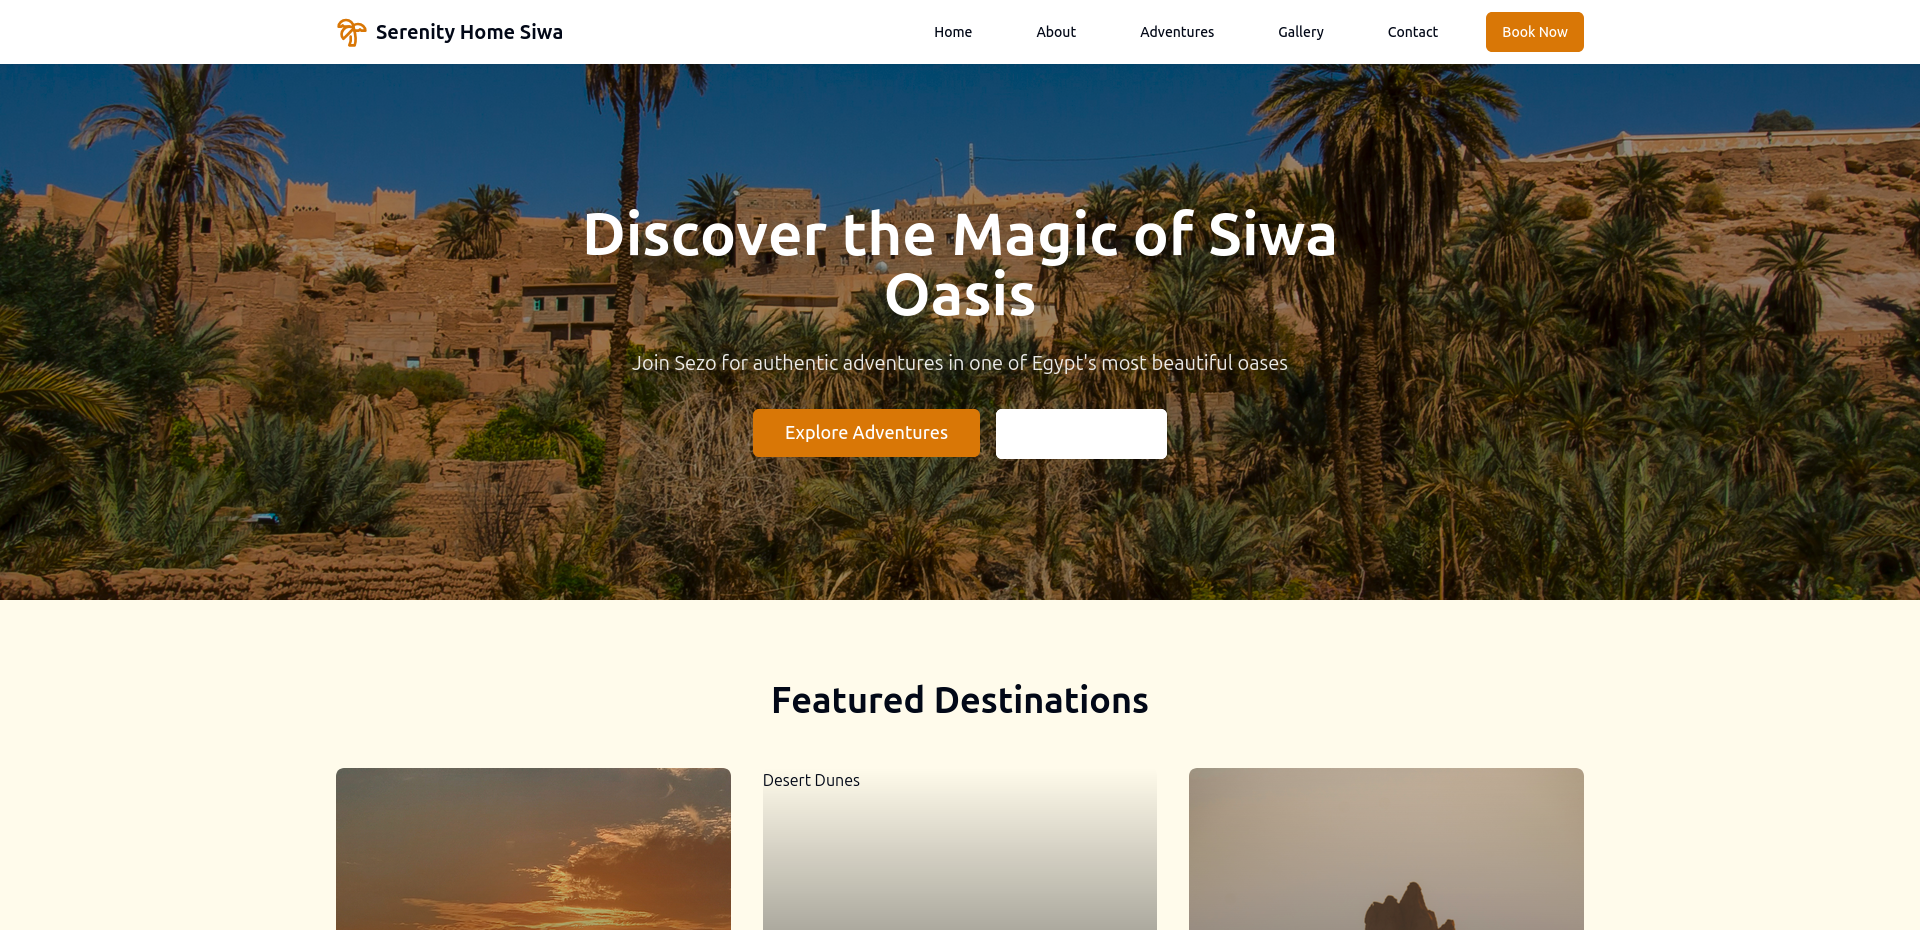 Serenity Home Siwa
Home
About
Adventures
Gallery
Contact
Book Now
Discover the Magic of Siwa
Oasis
Join Sezo for authentic adventures in one of Egypt's most beautiful oases
Explore Adventures
Featured Destinations
Desert Dunes